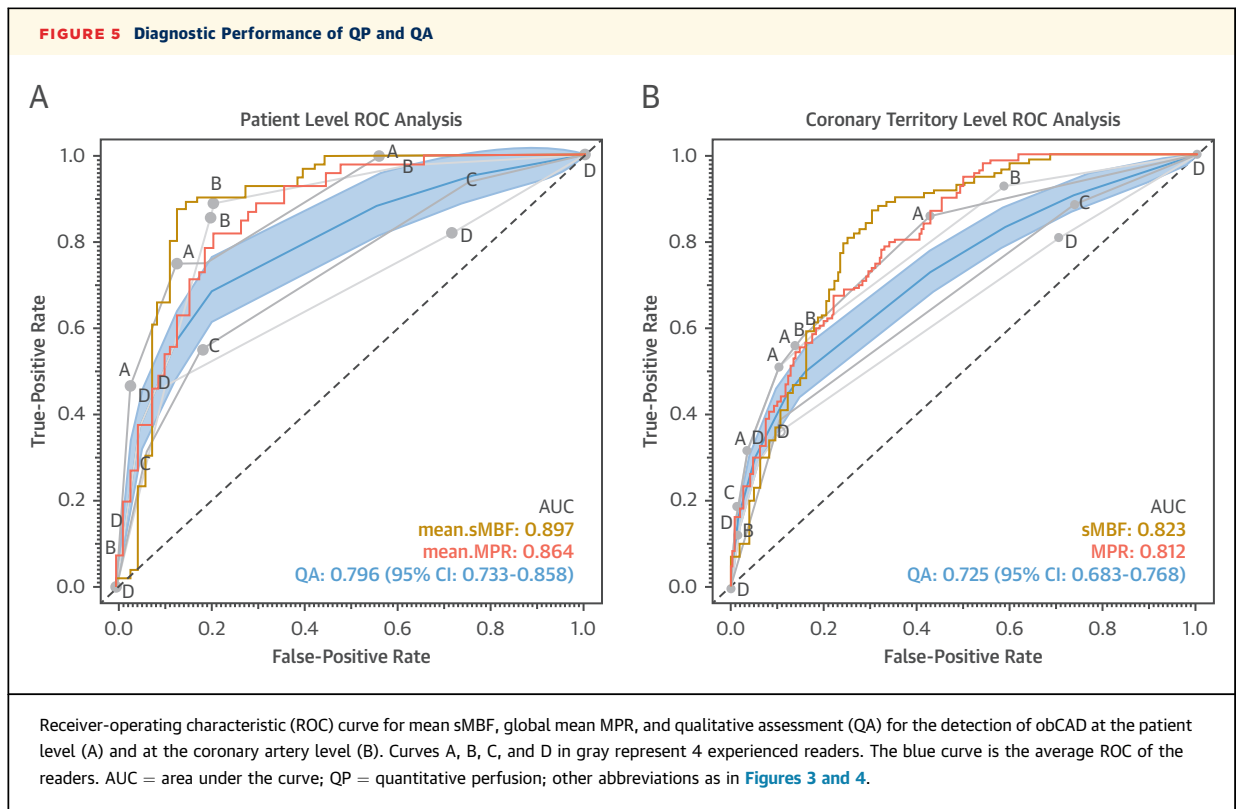 FIGURE 5 Diagnostic Performance of QP and QA
A
Patient Level ROC Analysis
True-Positive Rate
1.0
0.8
0.6
0.4
0.2
0.0
A
B
B
C
D
B
A
D
A
D
D
C
C
D
B
D
AUC
mean.sMBF: 0.897
mean.MPR: 0.864
QA: 0.796 (95% CI: 0.733-0.858)
0.0 0.2 0.4 0.6 0.8 1.0
False-Positive Rate
B
Coronary Territory Level ROC Analysis
True-Positive Rate
1.0
0.8
0.6
0.4
0.2
0.0
D
B
A
C
D
B
A
B
A
A
D
D
C
D
B
D
AUC
sMBF: 0.823
MPR: 0.812
QA: 0.725 (95% CI: 0.683-0.768)
0.0 0.2 0.4 0.6 0.8 1.0
False-Positive Rate
Receiver-operating characteristic (ROC) curve for mean sMBF, global mean MPR, and qualitative assessment (QA) for the detection of obCAD at the patient
level (A) and at the coronary artery level (B). Curves A, B, C, and D in gray represent 4 experienced readers. The blue curve is the average ROC of the
readers. AUC = area under the curve; QP = quantitative perfusion; other abbreviations as in Figures 3 and 4.